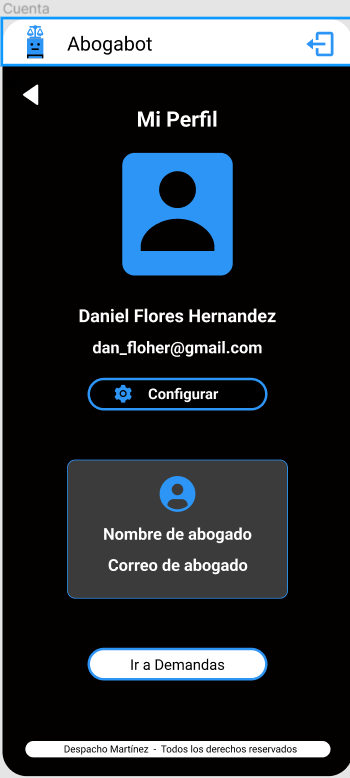 Cuenta
Abogabot
Mi Perfil
Daniel Flores Hernandez
dan_floher@gmail.com
Configurar
Nombre de abogado
Correo de abogado
Ir a Demandas
Despacho Martínez - Todos los derechos reservados